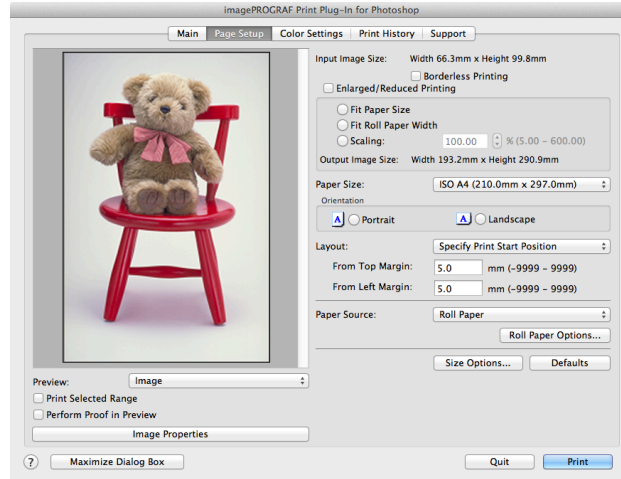 imagePROGRAF Print Plug-In for Photoshop
Main Page Setup Color Settings Print History Support
Input Image Size: Width 66.3mm x Height 99.8mm
Borderless Printing
Enlarged/Reduced Printing
Fit Paper Size
Fit Roll Paper Width
Scaling: 100.00 % (5.00 - 600.00)
Output Image Size: Width 193.2mm x Height 290.9mm
Paper Size: ISO A4 (210.0mm x 297.0mm)
Orientation
A Portrait A Landscape
Layout: Specify Print Start Position
From Top Margin: 5.0 mm (-9999 - 9999)
From Left Margin: 5.0 mm (-9999 - 9999)
Paper Source: Roll Paper
Roll Paper Options...
Size Options... Defaults
Preview: Image
Print Selected Range
Perform Proof in Preview
Image Properties
? Maximize Dialog Box Quit Print